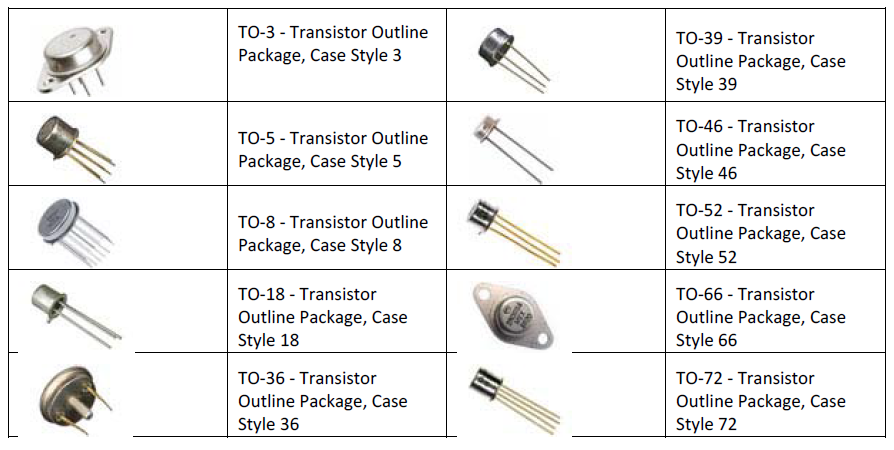 TO-3 - Transistor Outline
Package, Case Style 3
TO-39 - Transistor
Outline Package, Case
Style 39
TO-5 - Transistor Outline
Package, Case Style 5
TO-46 - Transistor
Outline Package, Case
Style 46
TO-8 - Transistor Outline
Package, Case Style 8
TO-52 - Transistor
Outline Package, Case
Style 52
TO-18 - Transistor
Outline Package, Case
Style 18
TO-66 - Transistor
Outline Package, Case
Style 66
TO-36 - Transistor
Outline Package, Case
Style 36
TO-72 - Transistor
Outline Package, Case
Style 72